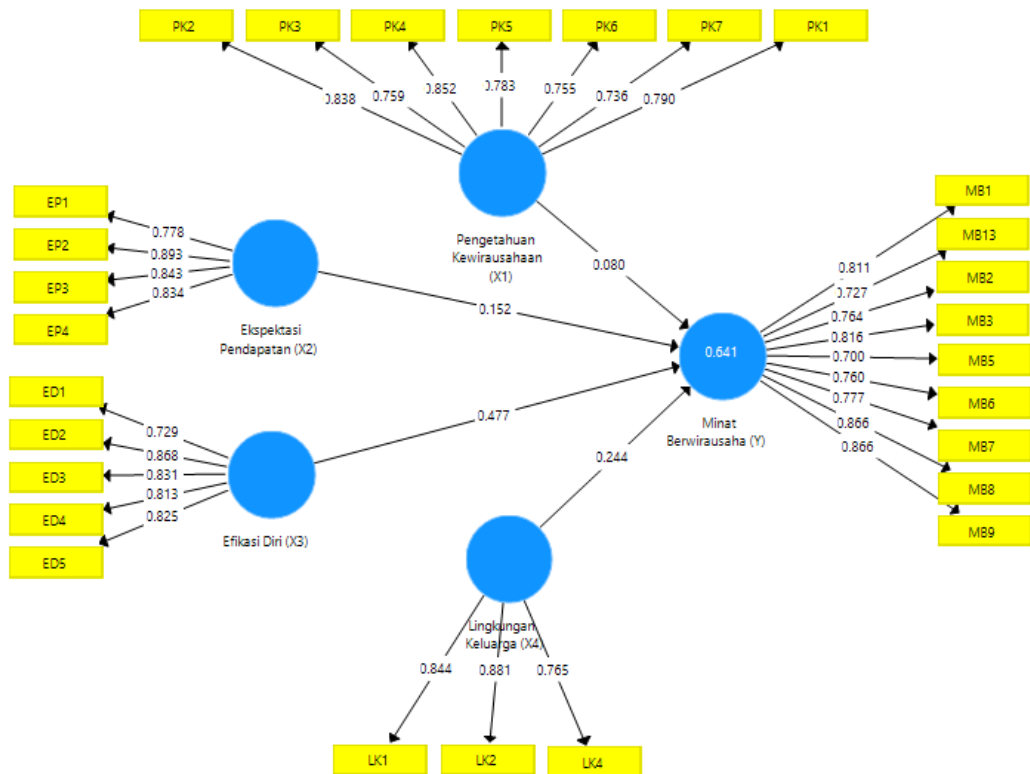 PK2 PK3 PK4 PK5 PK6 PK7 PK1
0.838 0.759 0.852 0.783 0.755 0.736 0.790
Pengetahuan
Kewirausahaan
(X1)
0.080
EP1
EP2
EP3
EP4
0.778
0.893
0.843
0.834
Ekspektasi
Pendapatan (X2)
0.152
ED1
ED2
ED3
ED4
ED5
0.729
0.868
0.831
0.813
0.825
Efikasi Diri (X3)
0.477
0.641
Minat
Berwirausaha (Y)
0.244
MB1
MB13
MB2
MB3
MB5
MB6
MB7
MB8
MB9
0.811
0.727
0.764
0.816
0.700
0.760
0.777
0.866
0.866
Lingkungan
Keluarga (X4)
0.844 0.881 0.765
LK1 LK2 LK4